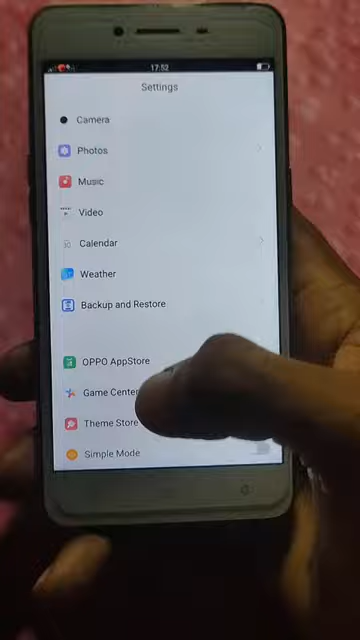 17:52
Settings
Camera
Photos
Music
Video
Calendar
Weather
Backup and Restore
OPPO AppStore
Game Center
Theme Store
Simple Mode